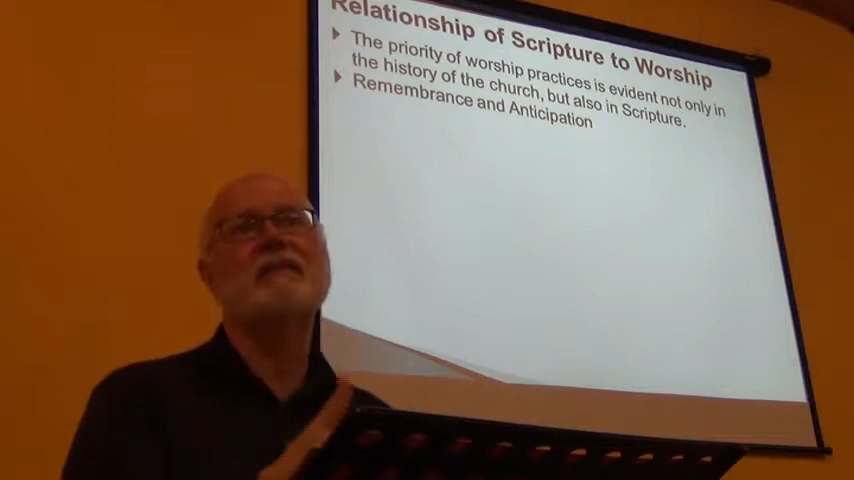 Relationship of Scripture to Worship
The priority of worship practices is evident not only in
the history of the church, but also in Scripture.
Remembrance and Anticipation